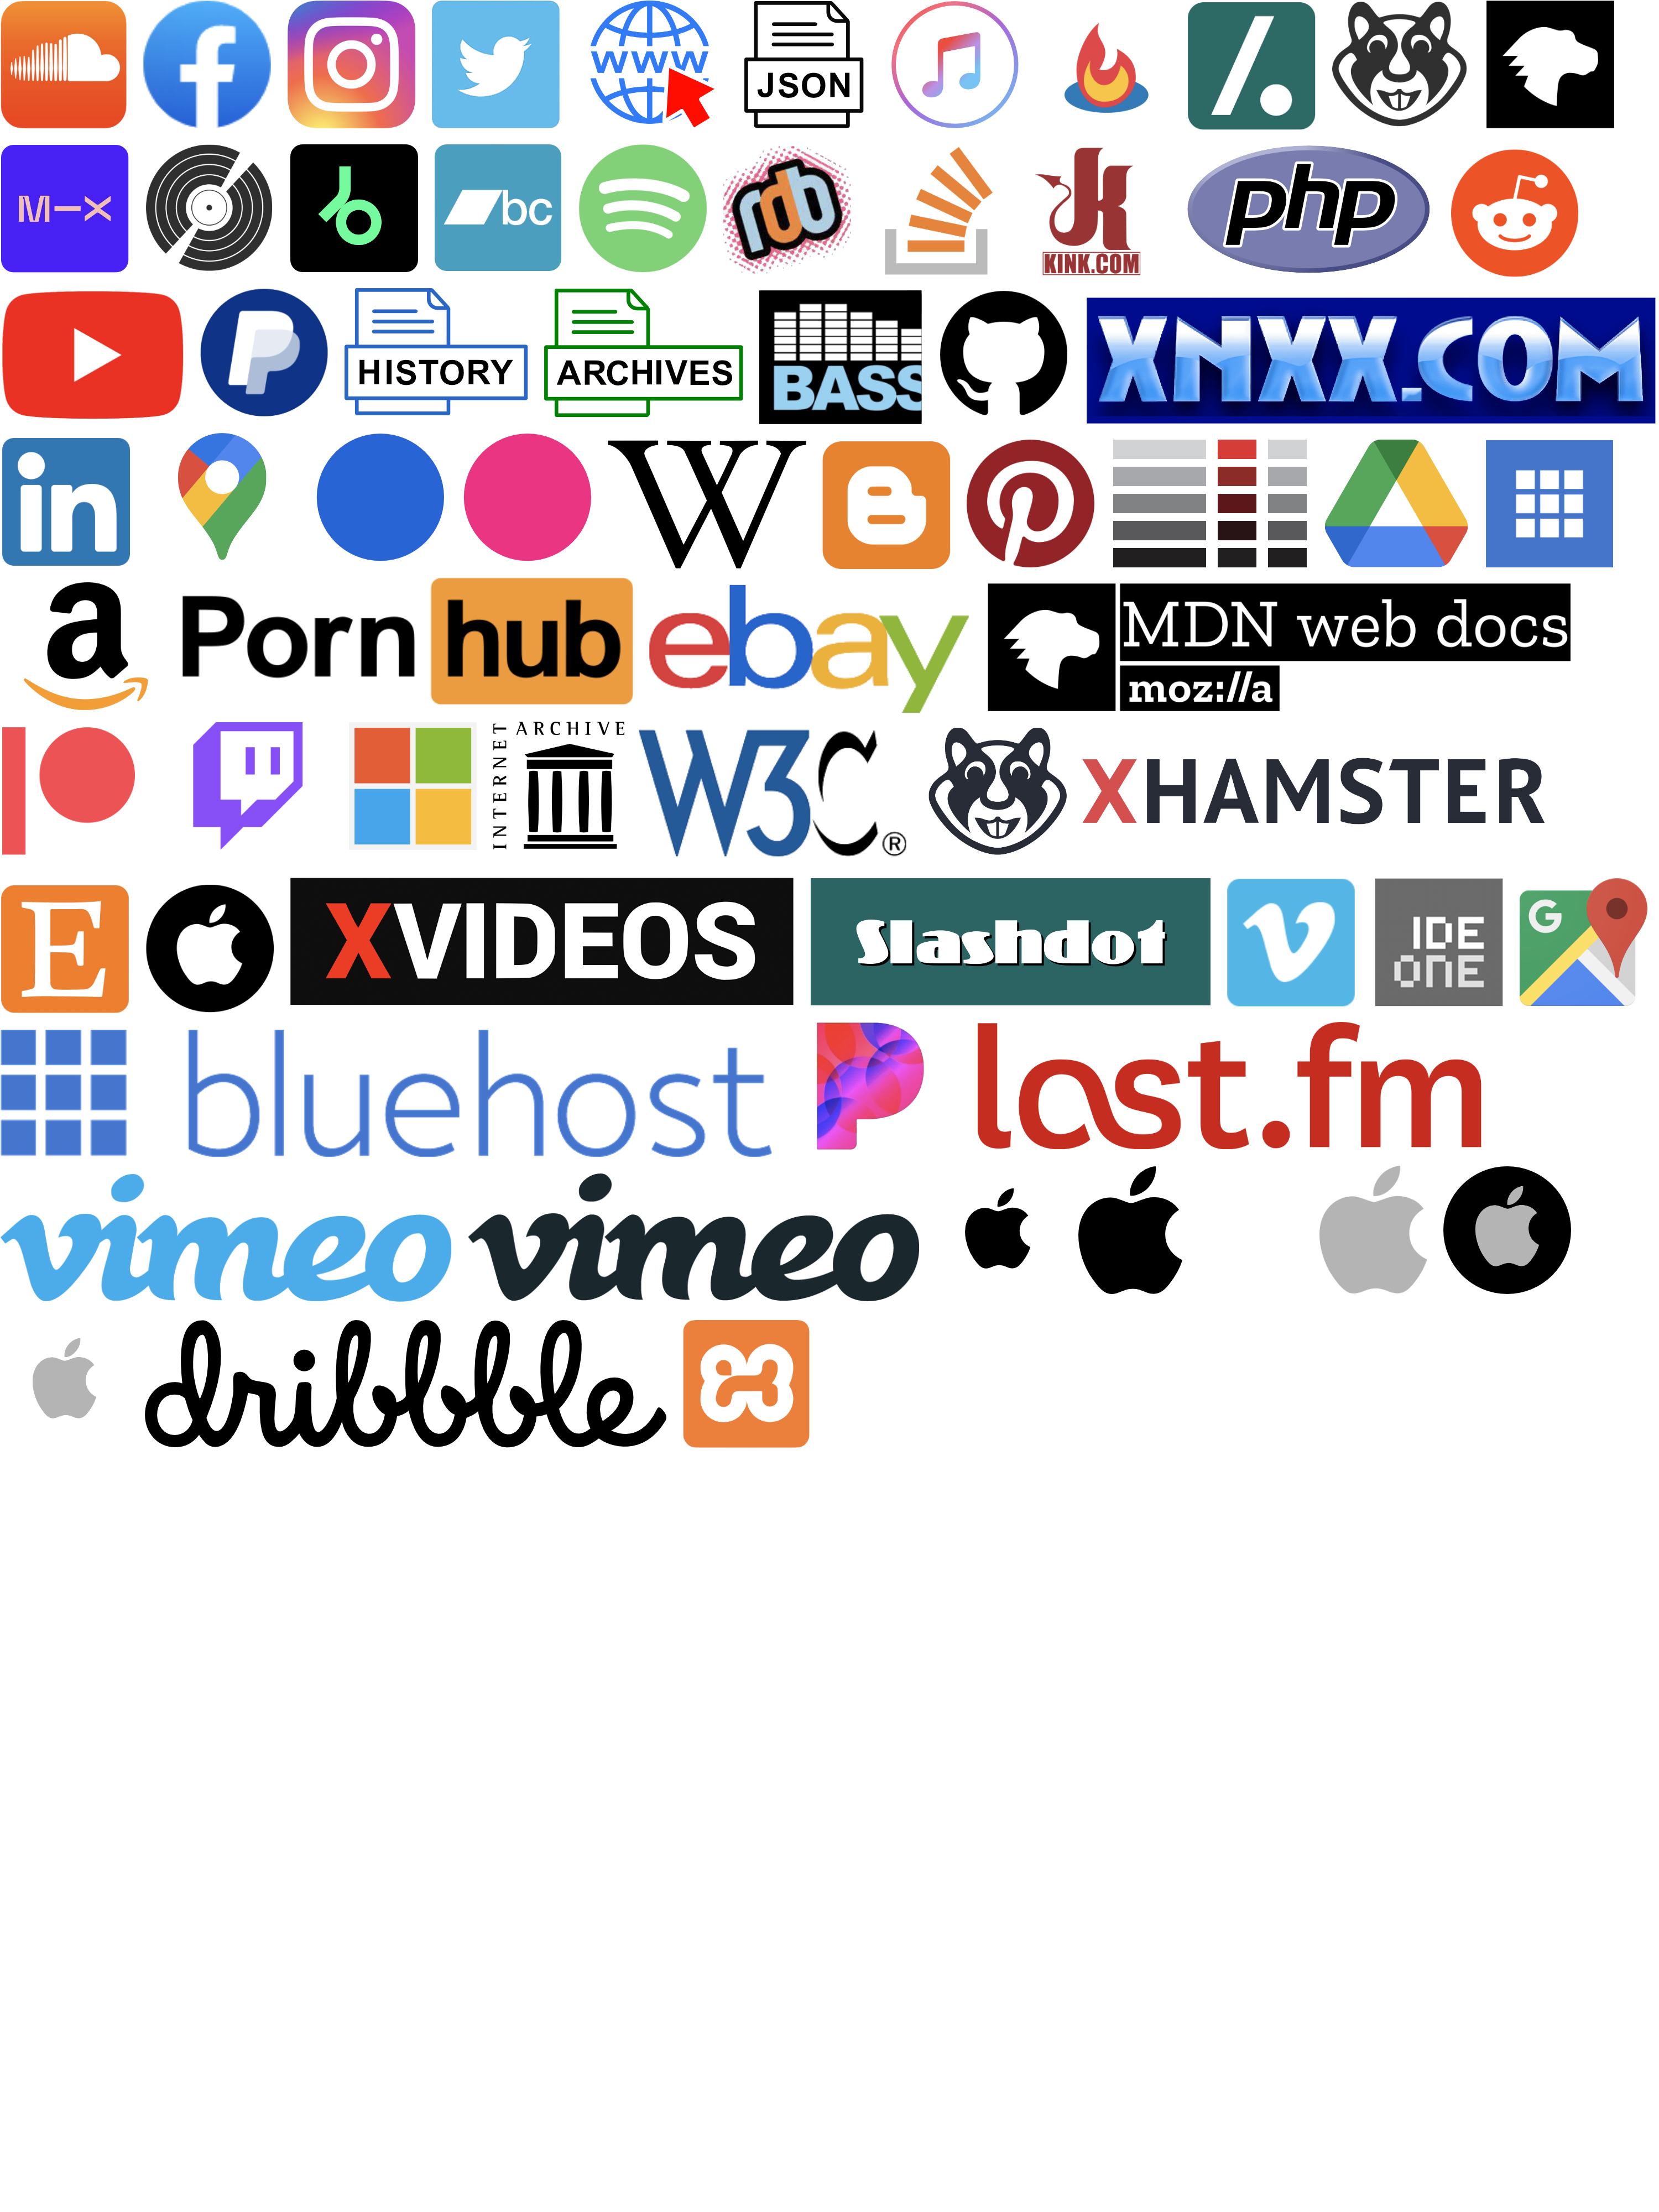 www JSON
M-X bc rdb KINK.COM php
HISTORY ARCHIVES BASS XNXX.COM
in W
a Porn hub ebay MDN web docs
moz://a
INTERNET ARCHIVE W3C® XHAMSTER
E XVIDEOS Slashdot IDE ONE G
bluehost P last.fm
vimeo vimeo
dribbble